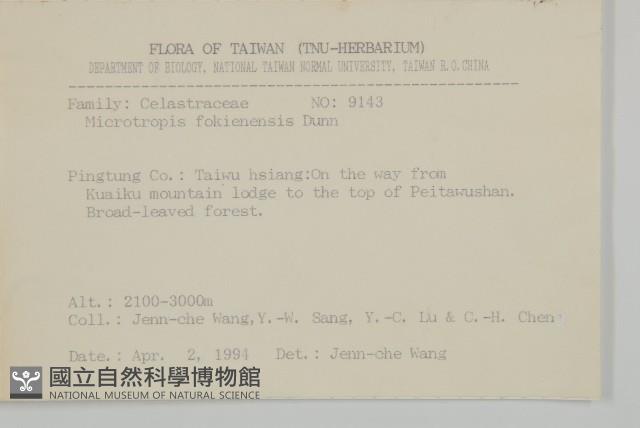 FLORA OF TAIWAN (TNU-HERBARIUM)
DEPARTMENT OF BIOLOGY, NATIONAL TAIWAN NORMAL UNIVERSITY, TAIWAN R.O.CHINA
Family: Celastraceae NO: 9143
Microtropis fokienensis Dunn
Pingtung Co.: Taiwu hsiang:On the way from
Kuaiku mountain lodge to the top of Peitawushan.
Broad-leaved forest.
Alt.: 2100-3000m
Coll.: Jenn-che Wang,Y.-W. Sang, Y.-C. Lu & C.-H. Chen
Date.: Apr. 2, 1994 Det.: Jenn-che Wang
國立自然科學博物館
NATIONAL MUSEUM OF NATURAL SCIENCE